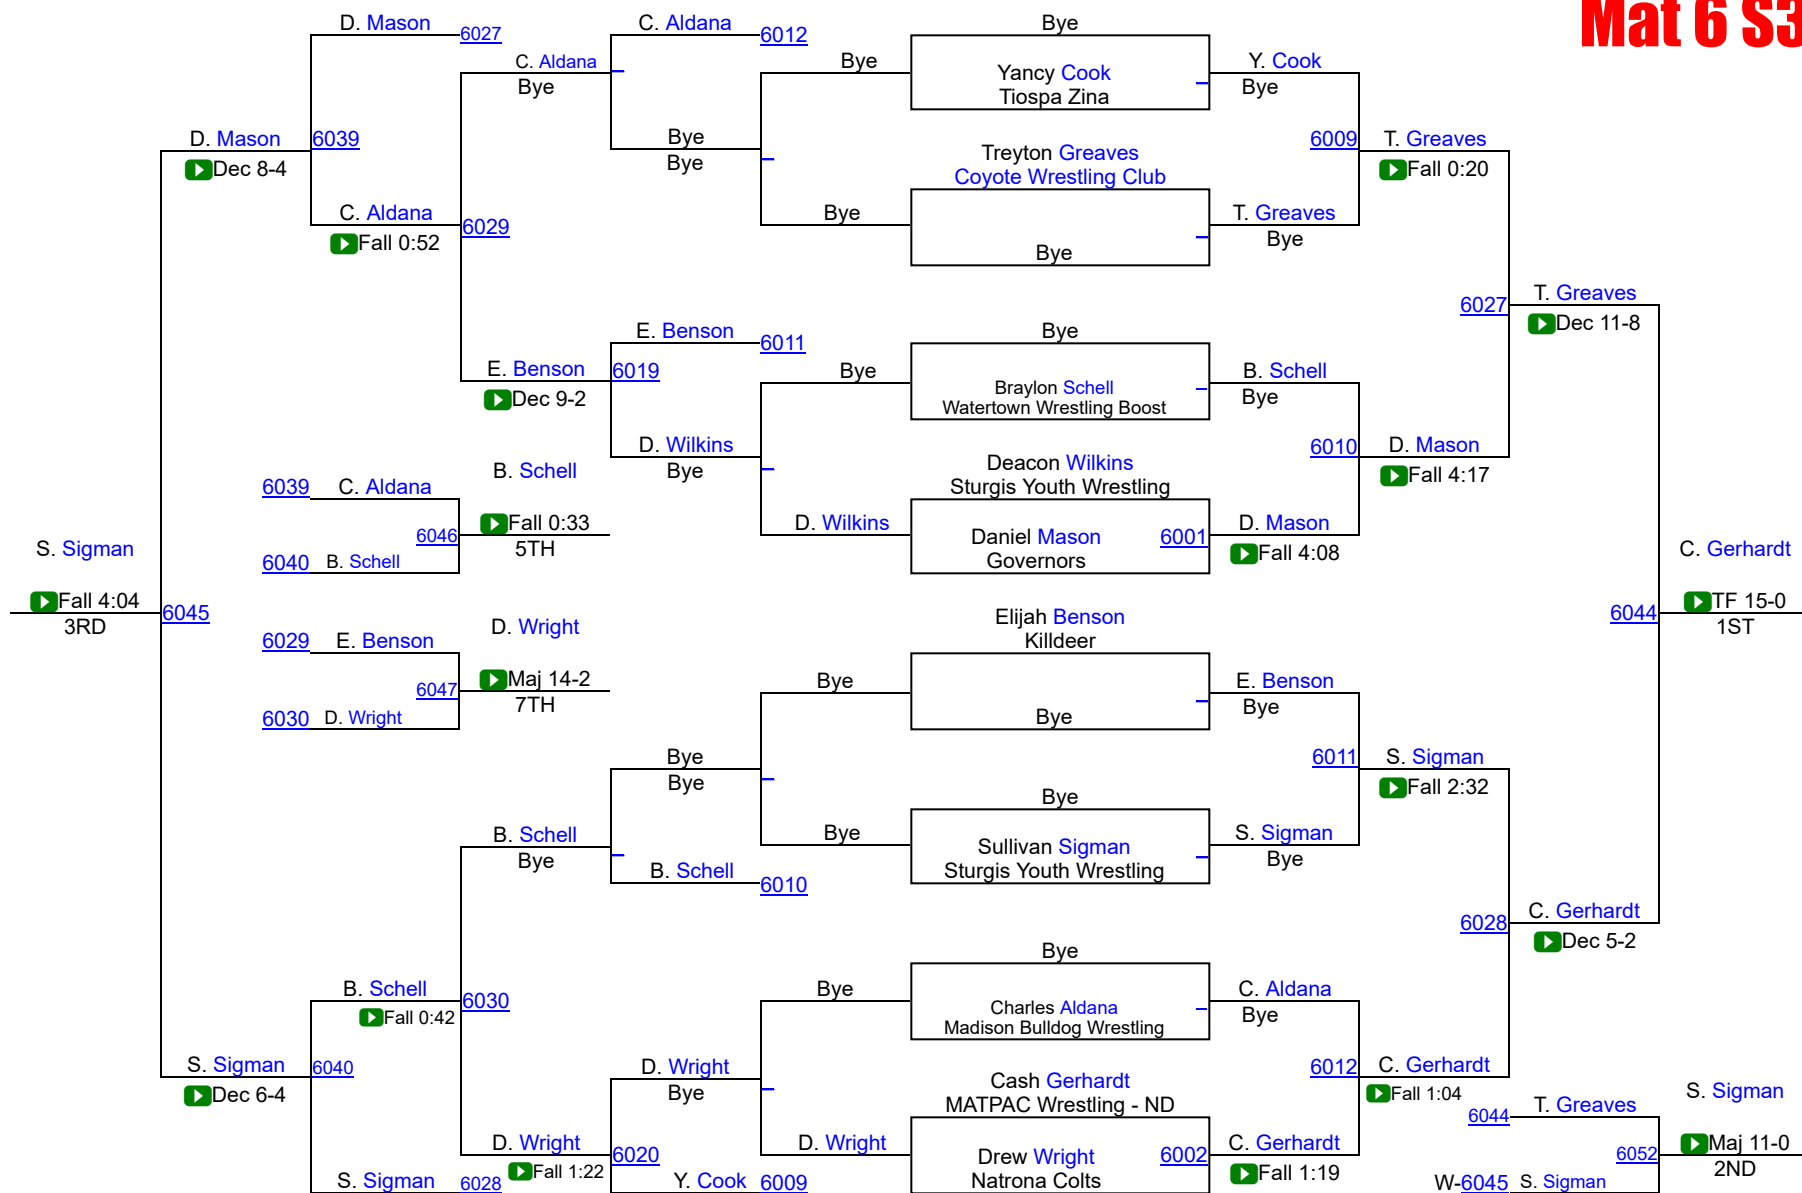 Mat 6 S3
D. Mason
6027
C. Aldana
6012
Bye
C. Aldana
Bye
Bye
Yancy Cook
Tiospa Zina
Y. Cook
Bye
D. Mason
6039
Dec 8-4
Bye
Bye
Treyton Greaves
Coyote Wrestling Club
6009
T. Greaves
Fall 0:20
C. Aldana
6029
Fall 0:52
Bye
Bye
T. Greaves
Bye
6027
T. Greaves
Dec 11-8
E. Benson
6011
Bye
E. Benson
6019
Dec 9-2
Bye
Braylon Schell
Watertown Wrestling Boost
B. Schell
Bye
D. Wilkins
Bye
Deacon Wilkins
Sturgis Youth Wrestling
6010
D. Mason
Fall 4:17
B. Schell
6039
C. Aldana
6046
Fall 0:33
5TH
6040
B. Schell
D. Wilkins
Daniel Mason
Governors
6001
D. Mason
Fall 4:08
S. Sigman
Fall 4:04
3RD
6045
C. Gerhardt
6044
TF 15-0
1ST
D. Wright
6029
E. Benson
6047
Maj 14-2
7TH
6030
D. Wright
Elijah Benson
Killdeer
Bye
Bye
E. Benson
Bye
Bye
Bye
6011
S. Sigman
Fall 2:32
Bye
B. Schell
Bye
Bye
Sullivan Sigman
Sturgis Youth Wrestling
S. Sigman
Bye
B. Schell
6010
6028
C. Gerhardt
Dec 5-2
Bye
B. Schell
6030
Fall 0:42
Bye
Charles Aldana
Madison Bulldog Wrestling
C. Aldana
Bye
S. Sigman
6040
Dec 6-4
D. Wright
Bye
Cash Gerhardt
MATPAC Wrestling - ND
6012
C. Gerhardt
Fall 1:04
S. Sigman
6044
T. Greaves
D. Wright
6020
Fall 1:22
D. Wright
Drew Wright
Natrona Colts
6002
C. Gerhardt
Fall 1:19
6052
Maj 11-0
2ND
S. Sigman
6028
Y. Cook
6009
W-6045
S. Sigman